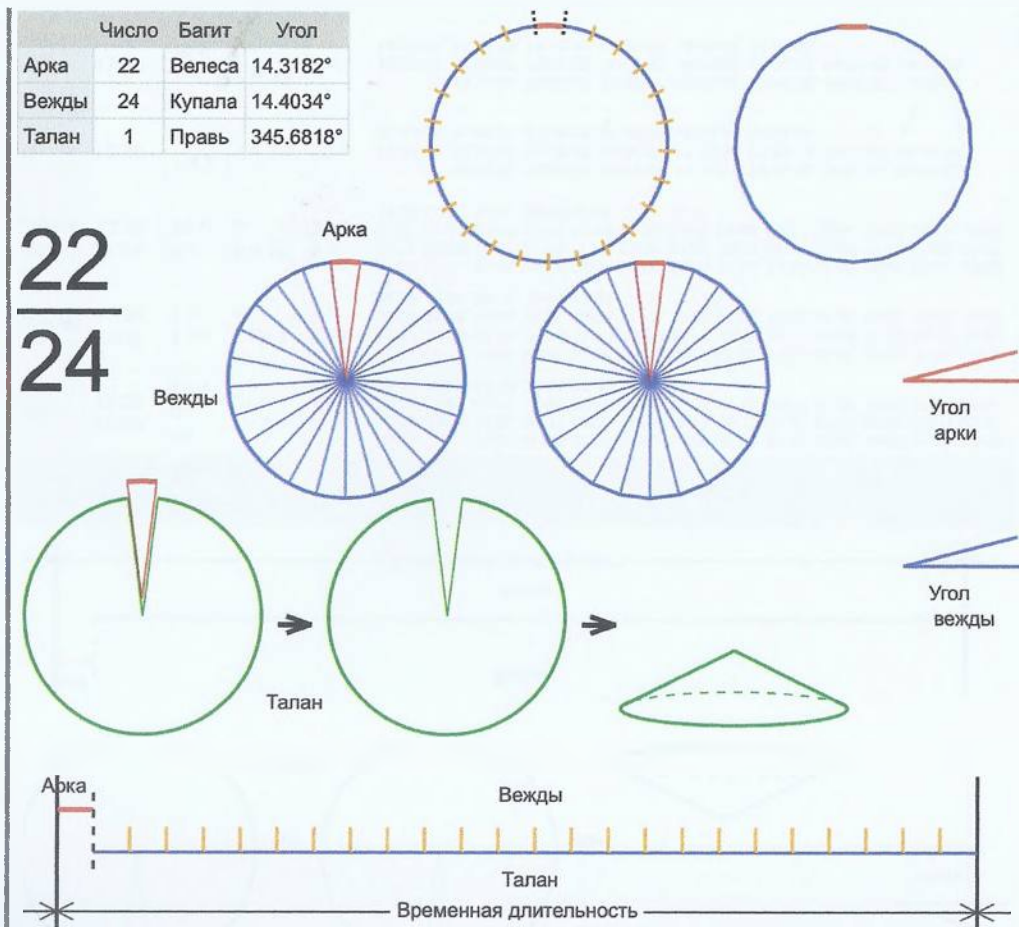 Число Багит Угол
Арка 22 Велеса 14.3182°
Вежды 24 Купала 14.4034°
Талан 1 Правь 345.6818°
22
24
Арка
Вежды
Угол
арки
Угол
вежды
Талан
Арка
Вежды
Талан
Временная длительность